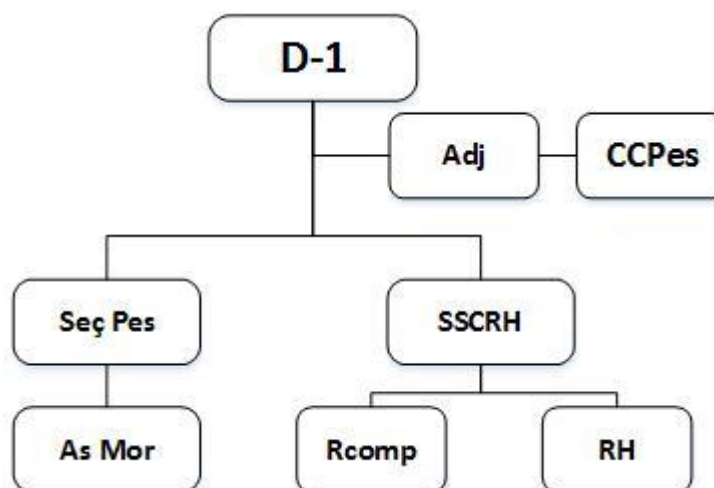 D-1
Adj
CCPes
Seç Pes
SSCRH
As Mor
Rcomp
RH